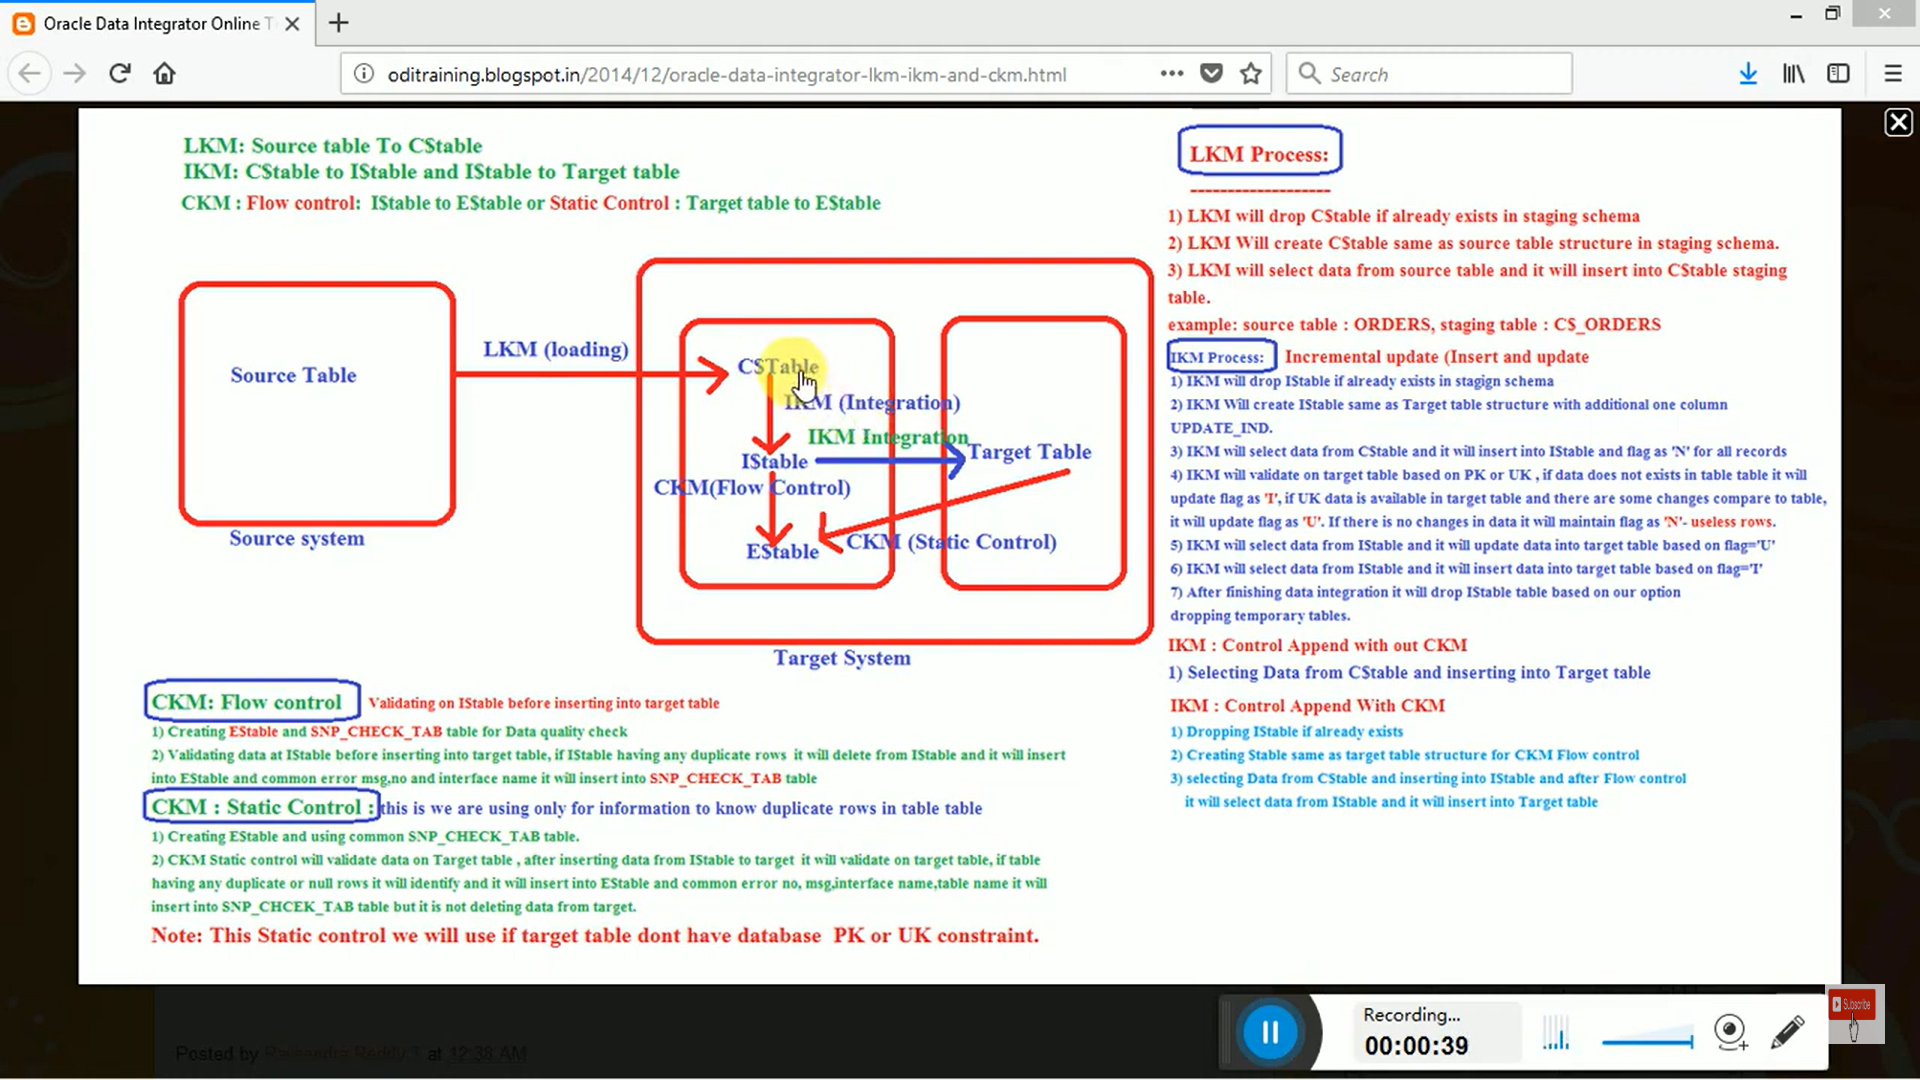 Oracle Data Integrator Online T
oditraining.blogspot.in/2014/12/oracle-data-integrator-lkm-ikm-and-ckm.html
Search
LKM: Source table To C$table
IKM: C$table to I$table and I$table to Target table
CKM : Flow control: I$table to E$table or Static Control : Target table to E$table
Source Table
Source system
LKM (loading)
C$Table
IKM (Integration)
IKM Integration
I$table
Target Table
CKM(Flow Control)
E$table
CKM (Static Control)
Target System
CKM: Flow control Validating on I$table before inserting into target table
1) Creating E$table and SNP_CHECK_TAB table for Data quality check
2) Validating data at I$table before inserting into target table, if I$table having any duplicate rows it will delete from I$table and it will insert
into E$table and common error msg,no and interface name it will insert into SNP_CHECK_TAB table
CKM : Static Control : this is we are using only for information to know duplicate rows in table table
1) Creating E$table and using common SNP_CHECK_TAB table.
2) CKM Static control will validate data on Target table , after inserting data from I$table to target it will validate on target table, if table
having any duplicate or null rows it will identify and it will insert into E$table and common error no, msg,interface name,table name it will
insert into SNP_CHCEK_TAB table but it is not deleting data from target.
Note: This Static control we will use if target table dont have database PK or UK constraint.
LKM Process:
--------------------
1) LKM will drop C$table if already exists in staging schema
2) LKM Will create C$table same as source table structure in staging schema.
3) LKM will select data from source table and it will insert into C$table staging
table.
example: source table : ORDERS, staging table : C$_ORDERS
IKM Process: Incremental update (Insert and update
1) IKM will drop I$table if already exists in stagign schema
2) IKM Will create I$table same as Target table structure with additional one column
UPDATE_IND.
3) IKM will select data from C$table and it will insert into I$table and flag as 'N' for all records
4) IKM will validate on target table based on PK or UK , if data does not exists in table table it will
update flag as 'I', if UK data is available in target table and there are some changes compare to table,
it will update flag as 'U'. If there is no changes in data it will maintain flag as 'N'- useless rows.
5) IKM will select data from I$table and it will update data into target table based on flag='U'
6) IKM will select data from I$table and it will insert data into target table based on flag='I'
7) After finishing data integration it will drop I$table table based on our option
dropping temporary tables.
IKM : Control Append with out CKM
1) Selecting Data from C$table and inserting into Target table
IKM : Control Append With CKM
1) Dropping I$table if already exists
2) Creating $table same as target table structure for CKM Flow control
3) selecting Data from C$table and inserting into I$table and after Flow control
it will select data from I$table and it will insert into Target table
Posted by Raveendra Reddy T at 12:38 AM
Recording...
00:00:39
Subscribe